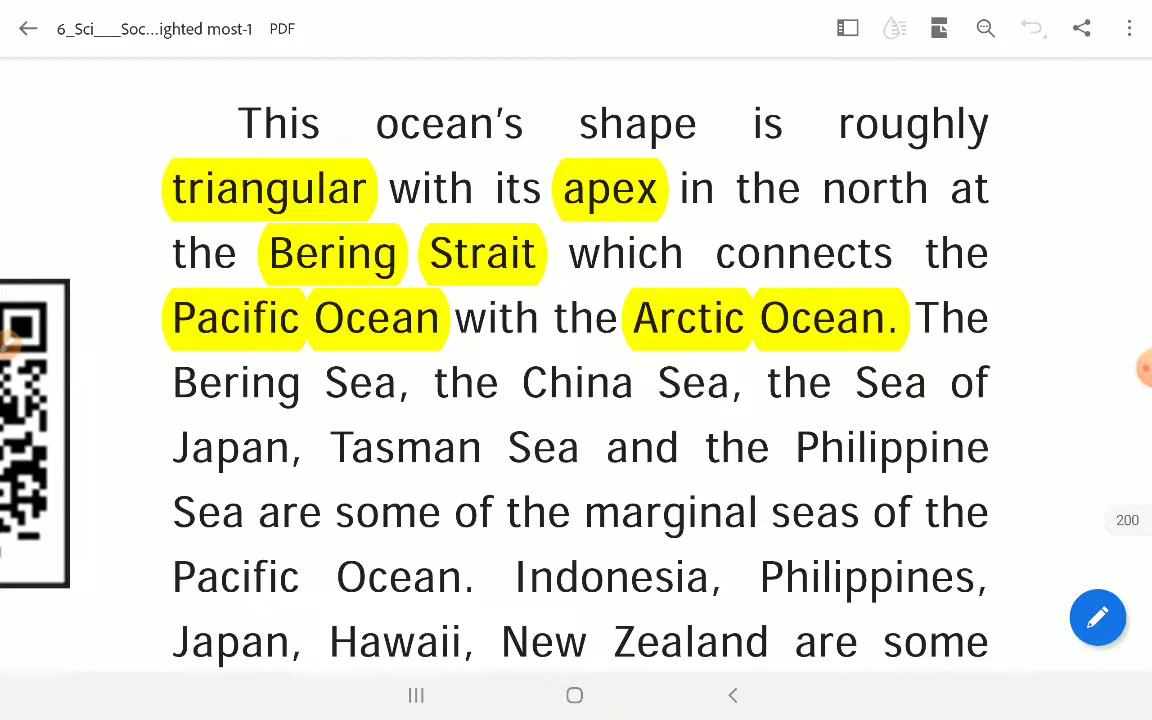 6_Sci___Soc...ighted most-1 PDF
This ocean's shape is roughly
triangular with its apex in the north at
the Bering Strait which connects the
Pacific Ocean with the Arctic Ocean. The
Bering Sea, the China Sea, the Sea of
Japan, Tasman Sea and the Philippine
Sea are some of the marginal seas of the
Pacific Ocean. Indonesia, Philippines,
Japan, Hawaii, New Zealand are some
200